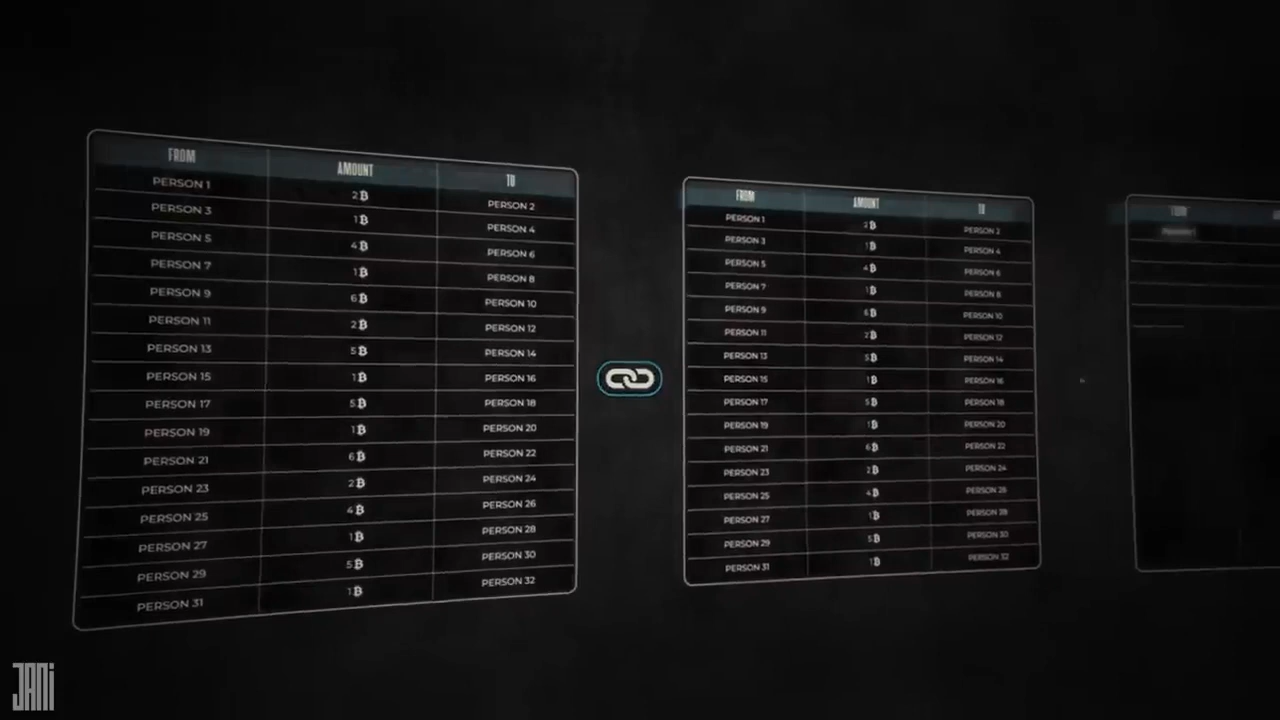 FROM AMOUNT TO
PERSON 1 2₿ PERSON 2
PERSON 3 1₿ PERSON 4
PERSON 5 4₿ PERSON 6
PERSON 7 1₿ PERSON 8
PERSON 9 6₿ PERSON 10
PERSON 11 2₿ PERSON 12
PERSON 13 5₿ PERSON 14
PERSON 15 1₿ PERSON 16
PERSON 17 5₿ PERSON 18
PERSON 19 1₿ PERSON 20
PERSON 21 6₿ PERSON 22
PERSON 23 2₿ PERSON 24
PERSON 25 4₿ PERSON 26
PERSON 27 1₿ PERSON 28
PERSON 29 5₿ PERSON 30
PERSON 31 1₿ PERSON 32
FROM AMOUNT TO
PERSON 1 2₿ PERSON 2
PERSON 3 1₿ PERSON 4
PERSON 5 4₿ PERSON 6
PERSON 7 1₿ PERSON 8
PERSON 9 6₿ PERSON 10
PERSON 11 2₿ PERSON 12
PERSON 13 5₿ PERSON 14
PERSON 15 1₿ PERSON 16
PERSON 17 5₿ PERSON 18
PERSON 19 1₿ PERSON 20
PERSON 21 6₿ PERSON 22
PERSON 23 2₿ PERSON 24
PERSON 25 4₿ PERSON 26
PERSON 27 1₿ PERSON 28
PERSON 29 5₿ PERSON 30
PERSON 31 1₿ PERSON 32
FROM
JANi